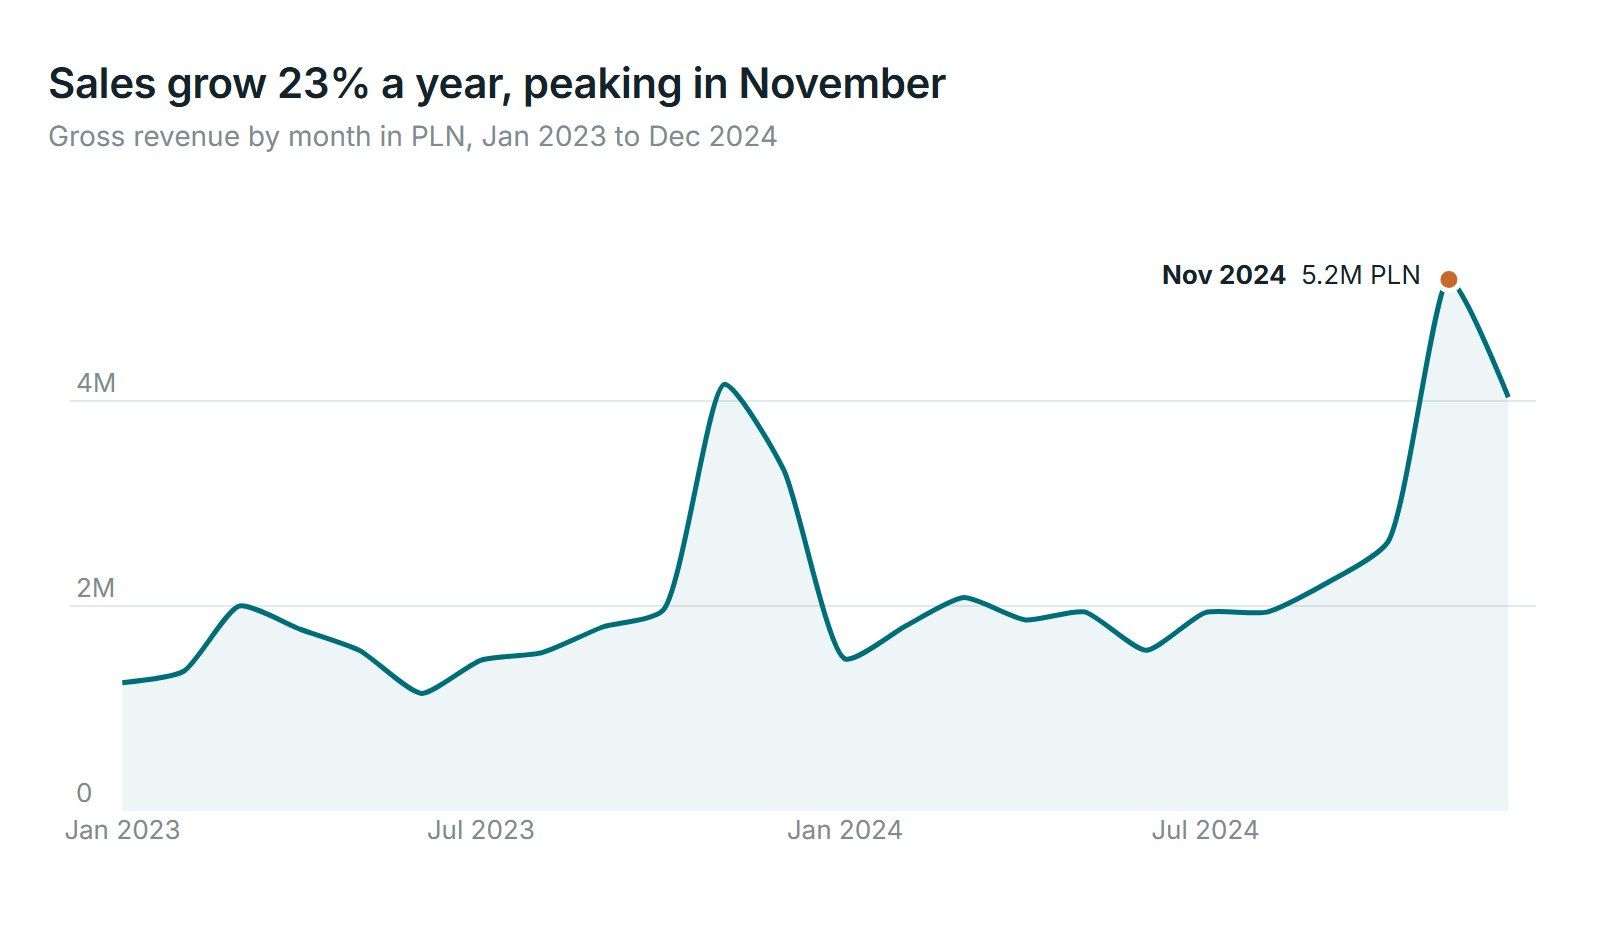 Sales grow 23% a year, peaking in November
Gross revenue by month in PLN, Jan 2023 to Dec 2024
Nov 2024 5.2M PLN
4M
2M
0
Jan 2023 Jul 2023 Jan 2024 Jul 2024